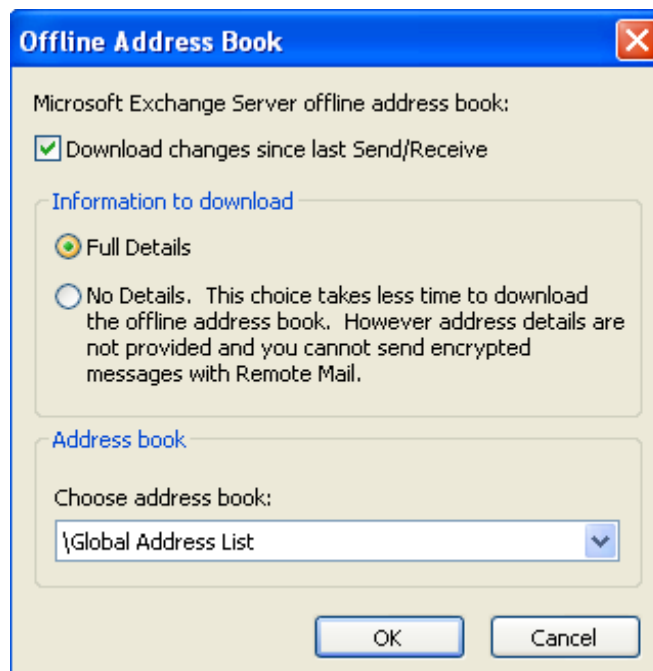 Offline Address Book
Microsoft Exchange Server offline address book:
Download changes since last Send/Receive
Information to download
Full Details
No Details.  This choice takes less time to download
the offline address book.  However address details are
not provided and you cannot send encrypted
messages with Remote Mail.
Address book
Choose address book:
\Global Address List
OK
Cancel